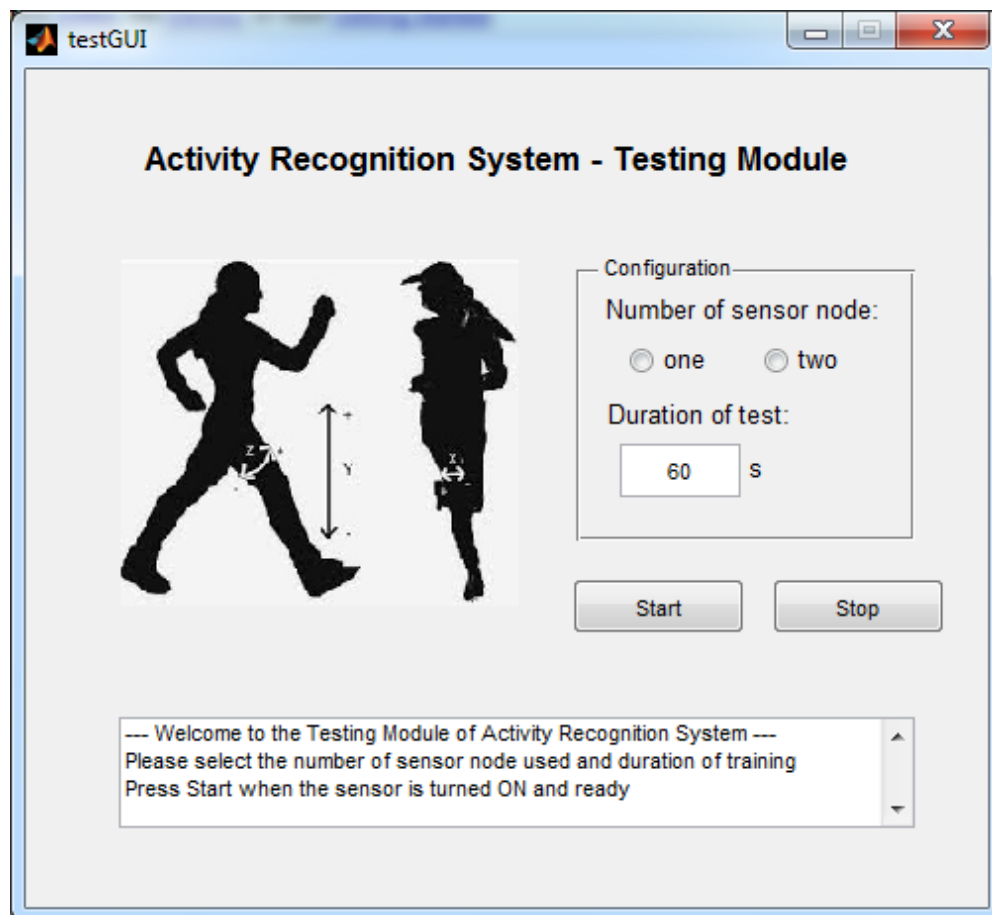 testGUI
Activity Recognition System - Testing Module
Configuration
Number of sensor node:
one two
Duration of test:
60 s
Z +
-
+
Y
-
X
Start Stop
--- Welcome to the Testing Module of Activity Recognition System ---
Please select the number of sensor node used and duration of training
Press Start when the sensor is turned ON and ready